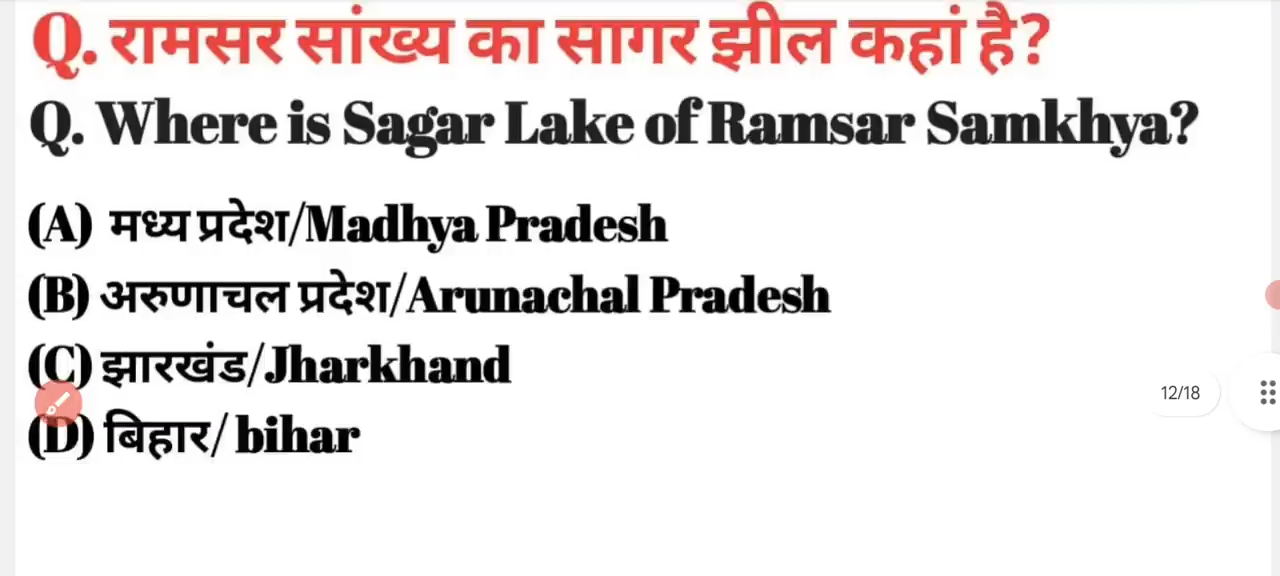 Q. रामसर सांख्य का सागर झील कहां है?
Q. Where is Sagar Lake of Ramsar Samkhya?
(A) मध्य प्रदेश/Madhya Pradesh
(B) अरुणाचल प्रदेश/Arunachal Pradesh
(C) झारखंड/Jharkhand
12/18
(D) बिहार/ bihar